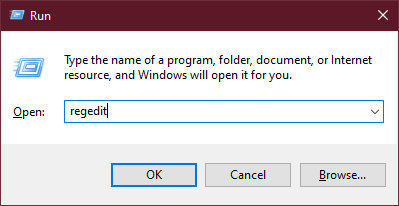 Run
Type the name of a program, folder, document, or Internet
resource, and Windows will open it for you.
Open: regedit
OK Cancel Browse...